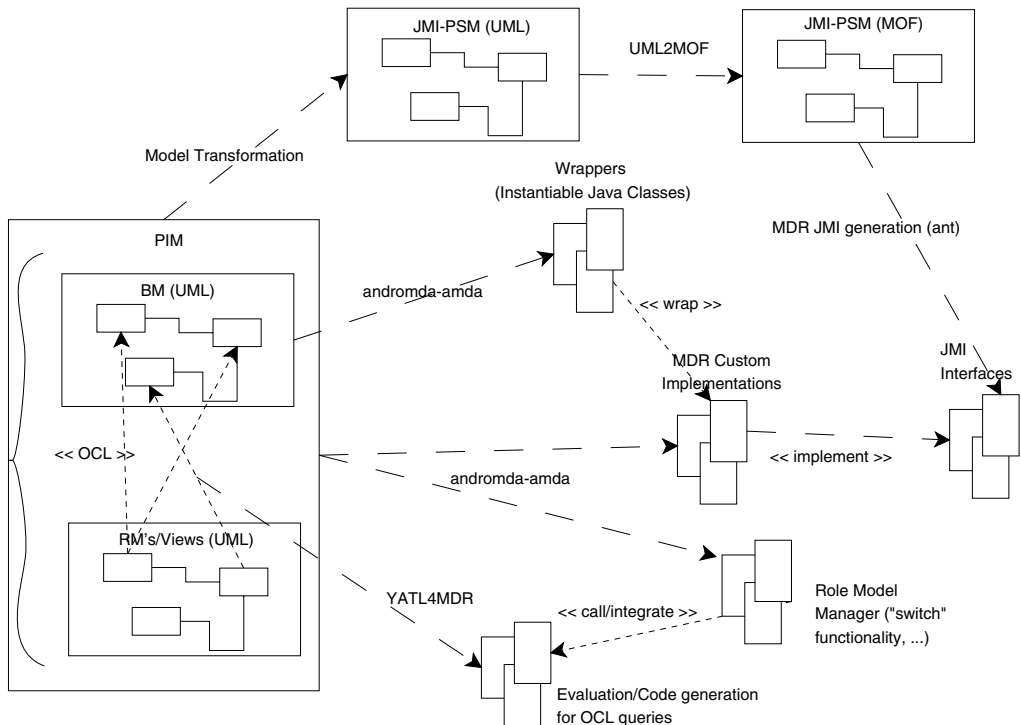 JMI-PSM (UML)
JMI-PSM (MOF)
UML2MOF
Model Transformation
Wrappers
(Instantiable Java Classes)
MDR JMI generation (ant)
PIM
BM (UML)
andromda-amda
<< wrap >>
MDR Custom
Implementations
JMI
Interfaces
<< OCL >>
<< implement >>
andromda-amda
RM's/Views (UML)
YATL4MDR
<< call/integrate >>
Role Model
Manager ("switch"
functionality, ...)
Evaluation/Code generation
for OCL queries